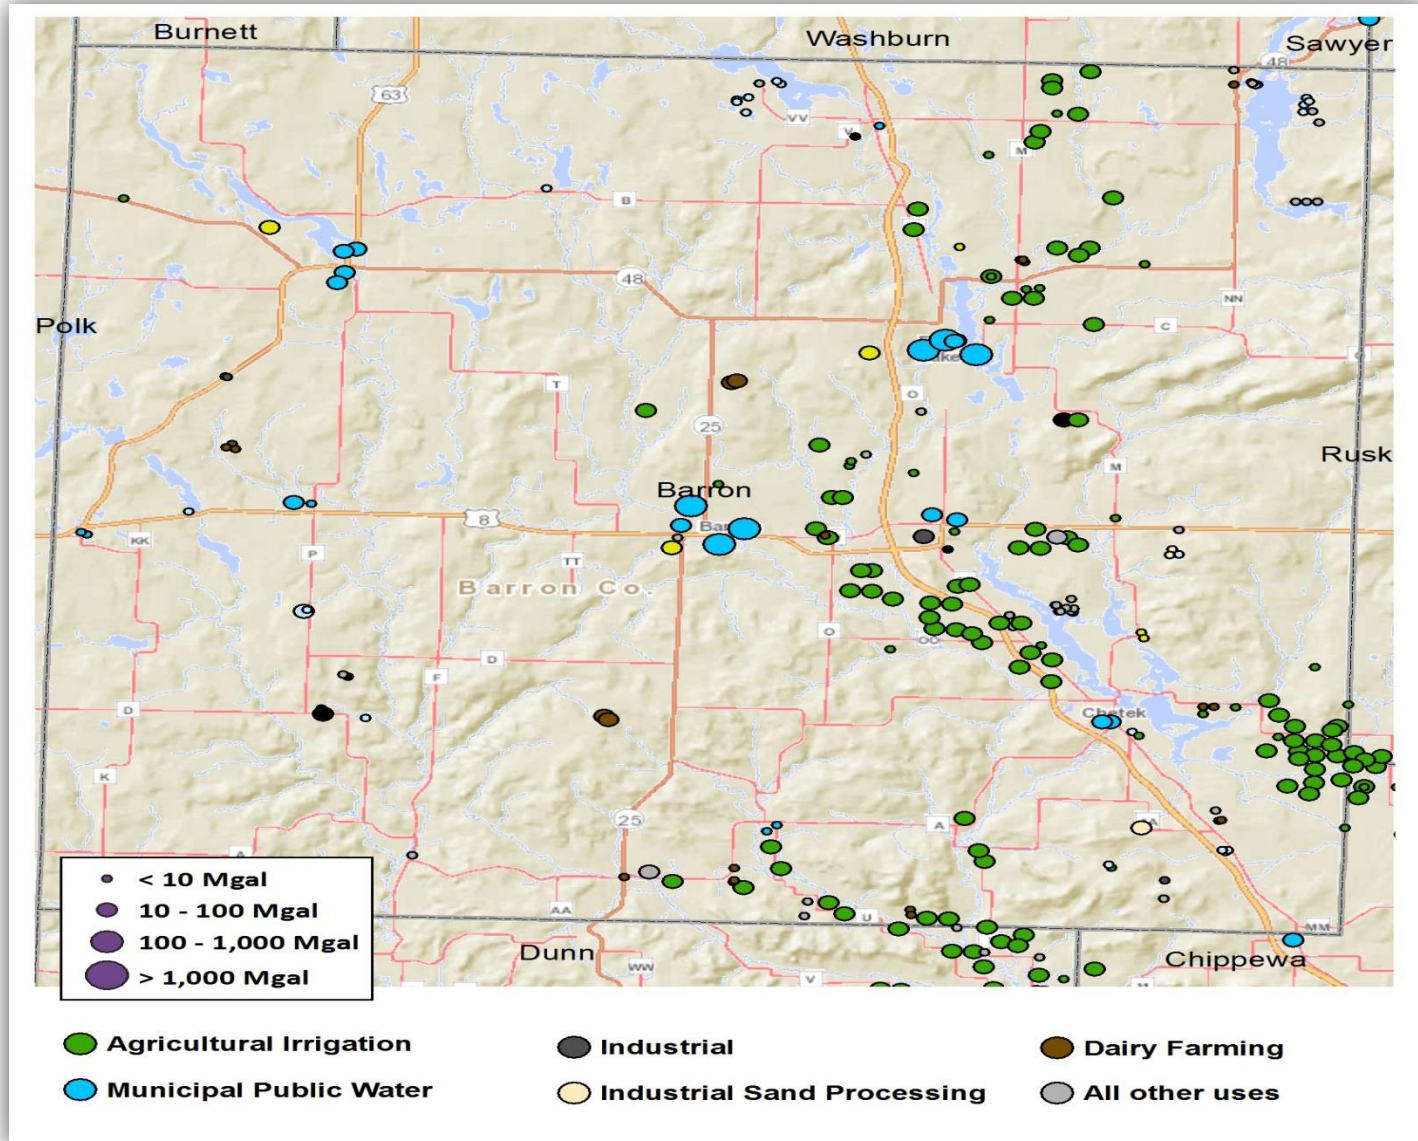 Burnett
Washburn
Sawyer
48
63
VV
V
M
B
48
NN
Polk
C
T
O
25
M
Rusk
Barron
8
KK
P
TT
Barron Co.
O
D
F
D
Chetek
K
25
A
A
< 10 Mgal
10 - 100 Mgal
100 - 1,000 Mgal
> 1,000 Mgal
AA
U
MM
Dunn
WW
V
Chippewa
M
Agricultural Irrigation
Industrial
Dairy Farming
Municipal Public Water
Industrial Sand Processing
All other uses